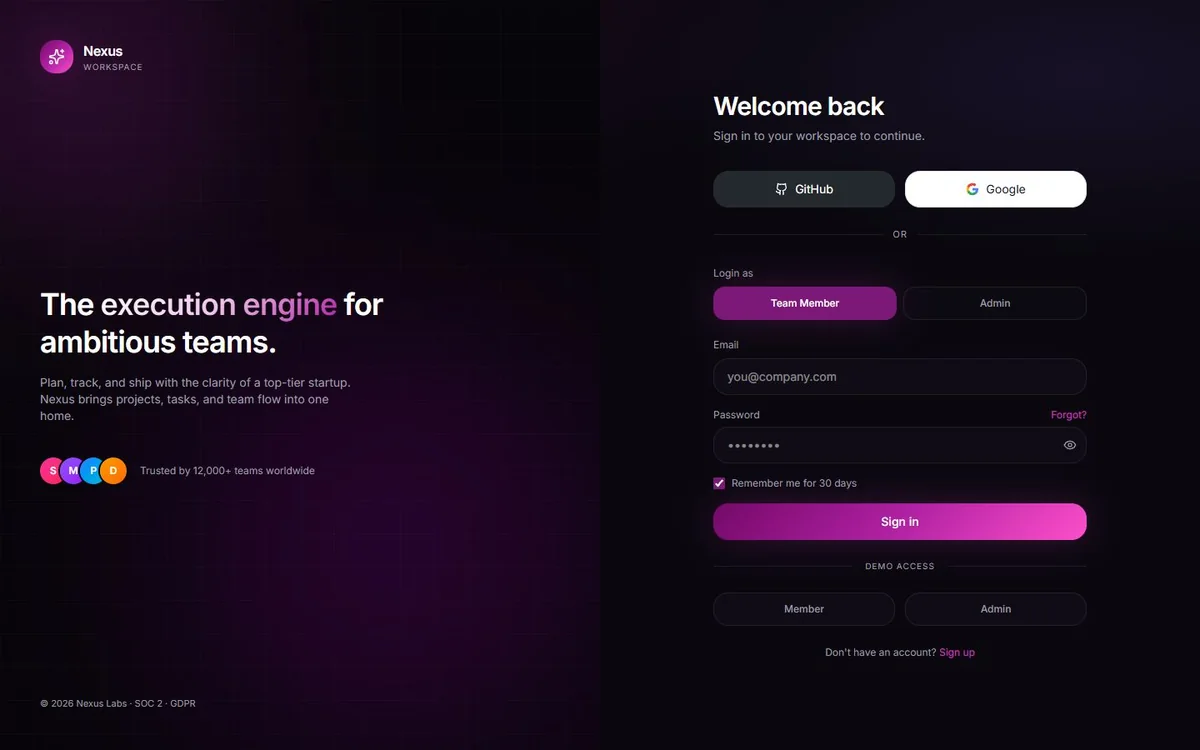 Nexus
WORKSPACE
The execution engine for
ambitious teams.
Plan, track, and ship with the clarity of a top-tier startup.
Nexus brings projects, tasks, and team flow into one
home.
S M P D
Trusted by 12,000+ teams worldwide
© 2026 Nexus Labs · SOC 2 · GDPR
Welcome back
Sign in to your workspace to continue.
GitHub
Google
OR
Login as
Team Member
Admin
Email
you@company.com
Password
Forgot?
••••••••
Remember me for 30 days
Sign in
DEMO ACCESS
Member
Admin
Don't have an account? Sign up